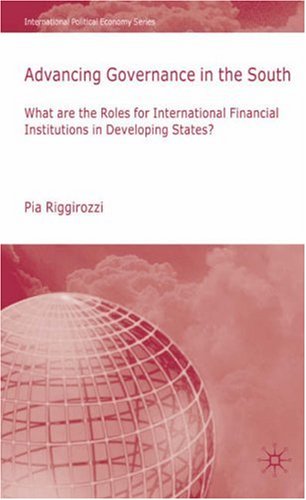 International Political Economy Series
Advancing Governance in the South
What are the Roles for International Financial
Institutions in Developing States?
Pia Riggirozzi